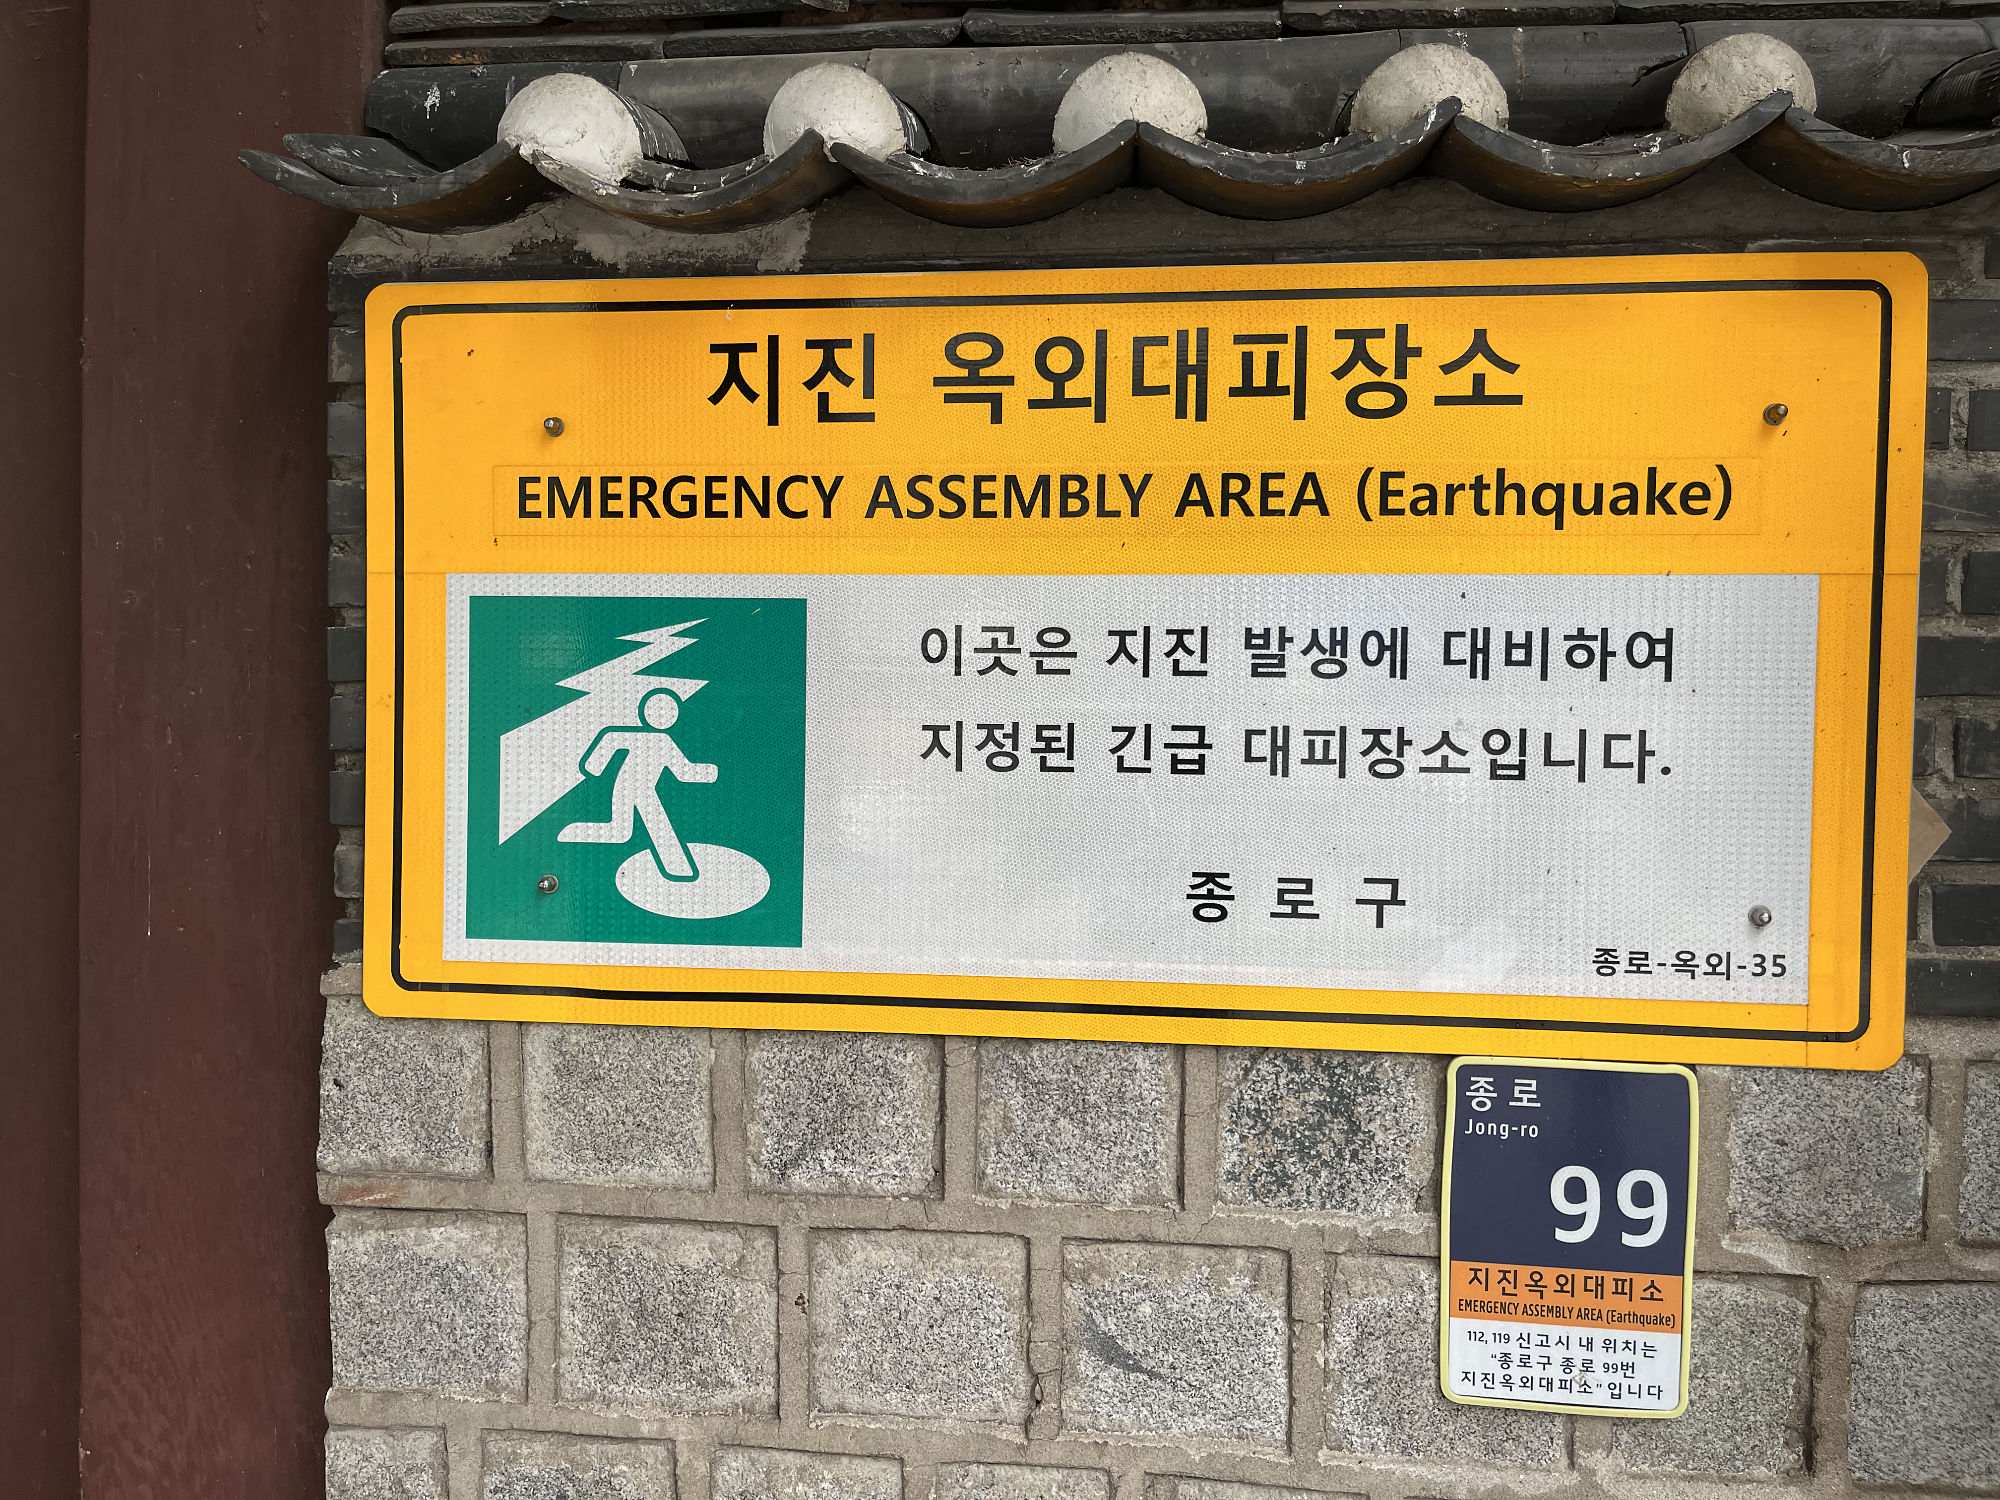 지진 옥외대피장소
EMERGENCY ASSEMBLY AREA (Earthquake)
이곳은 지진 발생에 대비하여
지정된 긴급 대피장소입니다.
종로구
종로-옥외-35
종로
Jong-ro
99
지진옥외대피소
EMERGENCY ASSEMBLY AREA (Earthquake)
112, 119 신고시 내 위치는
"종로구 종로 99번
지진옥외대피소" 입니다